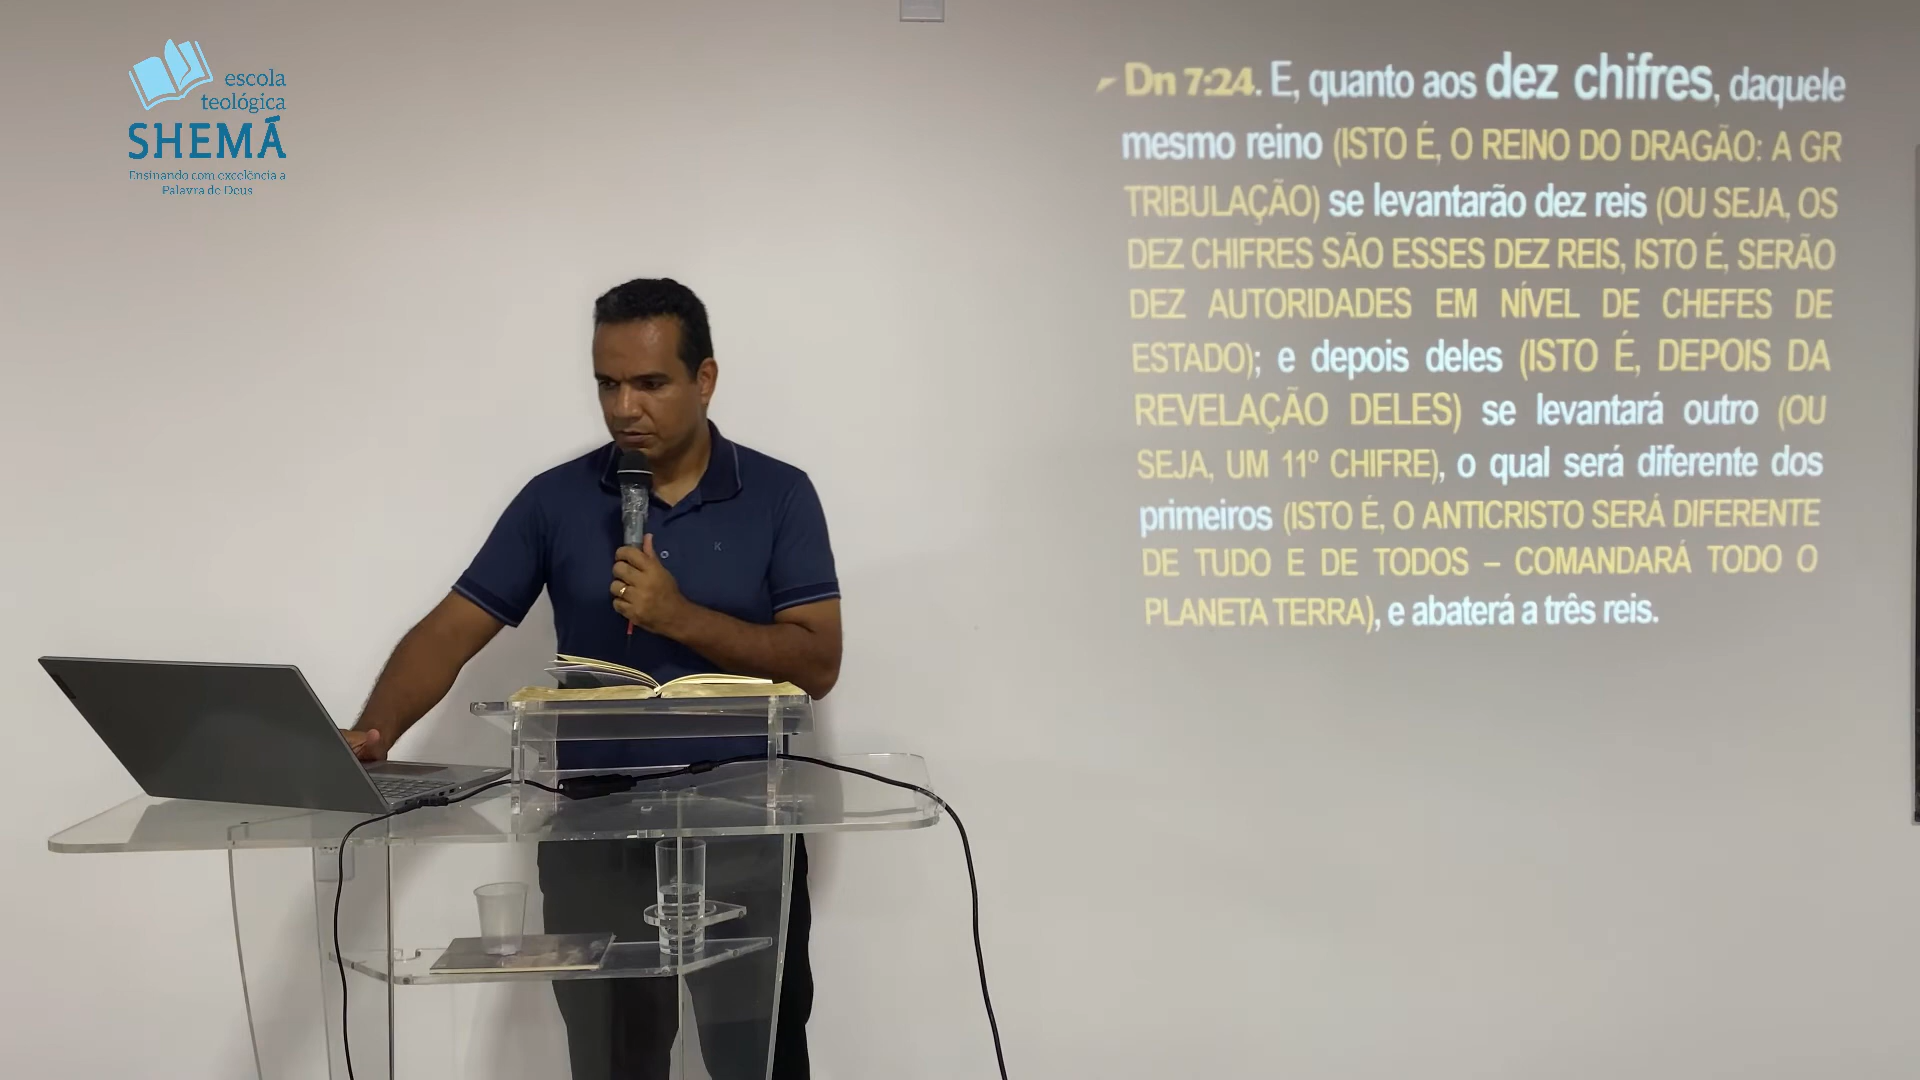 escola
teológica
SHEMÁ
Ensinando com excelência a
Palavra de Deus
Dn 7:24. E, quanto aos dez chifres, daquele
mesmo reino (ISTO É, O REINO DO DRAGÃO: A GR
TRIBULAÇÃO) se levantarão dez reis (OU SEJA, OS
DEZ CHIFRES SÃO ESSES DEZ REIS, ISTO É, SERÃO
DEZ AUTORIDADES EM NÍVEL DE CHEFES DE
ESTADO); e depois deles (ISTO É, DEPOIS DA
REVELAÇÃO DELES) se levantará outro (OU
SEJA, UM 11º CHIFRE), o qual será diferente dos
primeiros (ISTO É, O ANTICRISTO SERÁ DIFERENTE
DE TUDO E DE TODOS – COMANDARÁ TODO O
PLANETA TERRA), e abaterá a três reis.